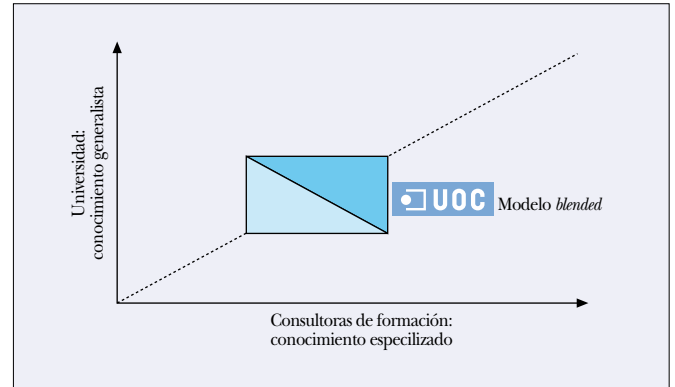 Universidad:
conocimiento generalista
UOC Modelo blended
Consultoras de formación:
conocimiento especilizado